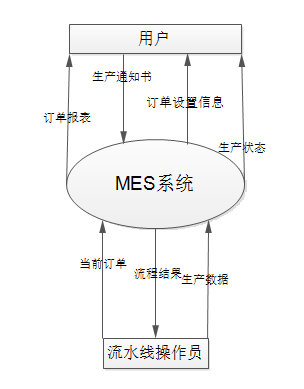 用户
生产通知书
订单设置信息
订单报表
生产状态
MES系统
当前订单
流程结果
生产数据
流水线操作员